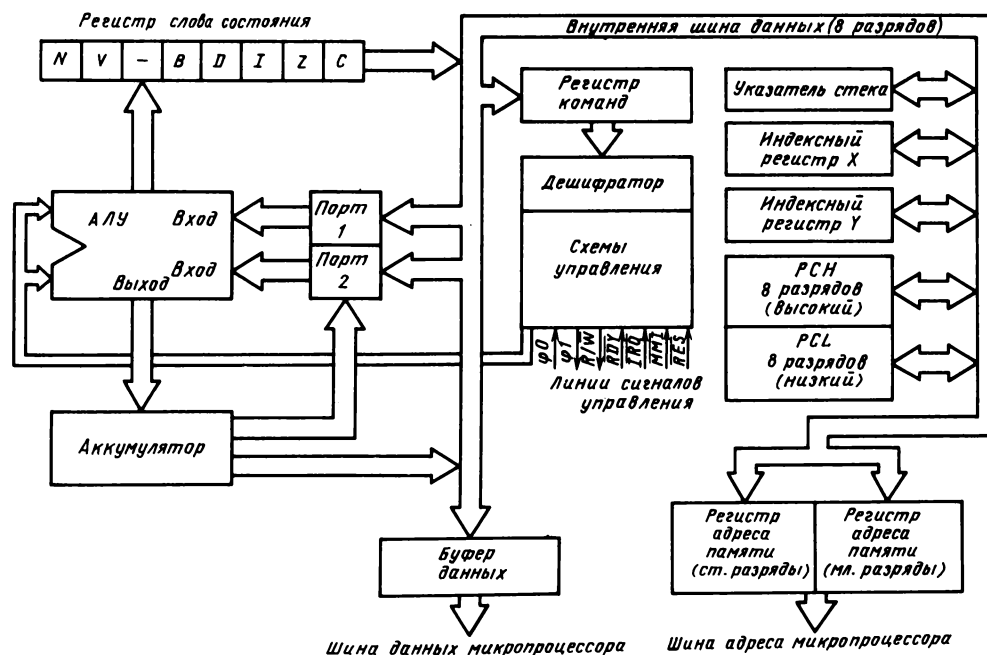 Регистр слова состояния
N V – B D I Z C
Внутренняя шина данных (8 разрядов)
Регистр
команд
Указатель стека
Индексный
регистр X
Дешифратор
Индексный
регистр Y
АЛУ Вход
Вход
Выход
Порт
1
Порт
2
Схемы
управления
PCH
8 разрядов
(высокий)
PCL
8 разрядов
(низкий)
φ0 φ1 R/W RDY IRQ MMI RES
Линии сигналов
управления
Аккумулятор
Буфер
данных
Регистр
адреса
памяти
(ст. разряды)
Регистр
адреса
памяти
(мл. разряды)
Шина данных микропроцессора
Шина адреса микропроцессора